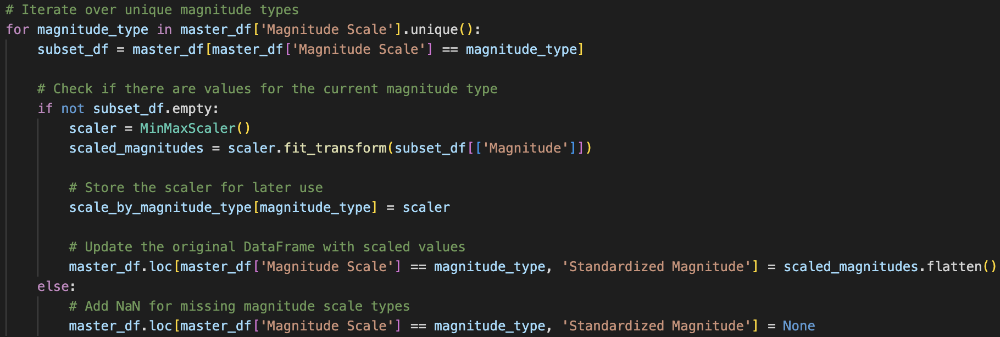 # Iterate over unique magnitude types
for magnitude_type in master_df['Magnitude Scale'].unique():
    subset_df = master_df[master_df['Magnitude Scale'] == magnitude_type]

    # Check if there are values for the current magnitude type
    if not subset_df.empty:
        scaler = MinMaxScaler()
        scaled_magnitudes = scaler.fit_transform(subset_df[['Magnitude']])

        # Store the scaler for later use
        scale_by_magnitude_type[magnitude_type] = scaler

        # Update the original DataFrame with scaled values
        master_df.loc[master_df['Magnitude Scale'] == magnitude_type, 'Standardized Magnitude'] = scaled_magnitudes.flatten()
    else:
        # Add NaN for missing magnitude scale types
        master_df.loc[master_df['Magnitude Scale'] == magnitude_type, 'Standardized Magnitude'] = None